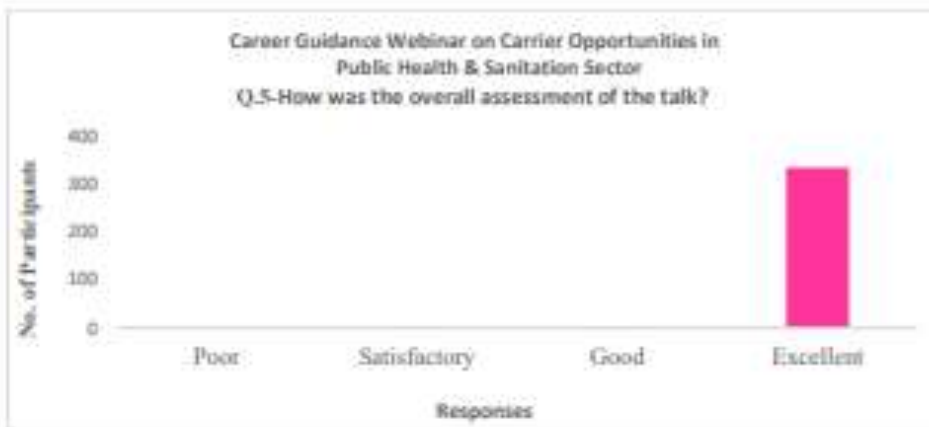 Career Guidance Webinar on Carrier Opportunities in
Public Health & Sanitation Sector
Q.5-How was the overall assessment of the talk?
No. of Participants
400
300
200
100
0
Poor Satisfactory Good Excellent
Responses